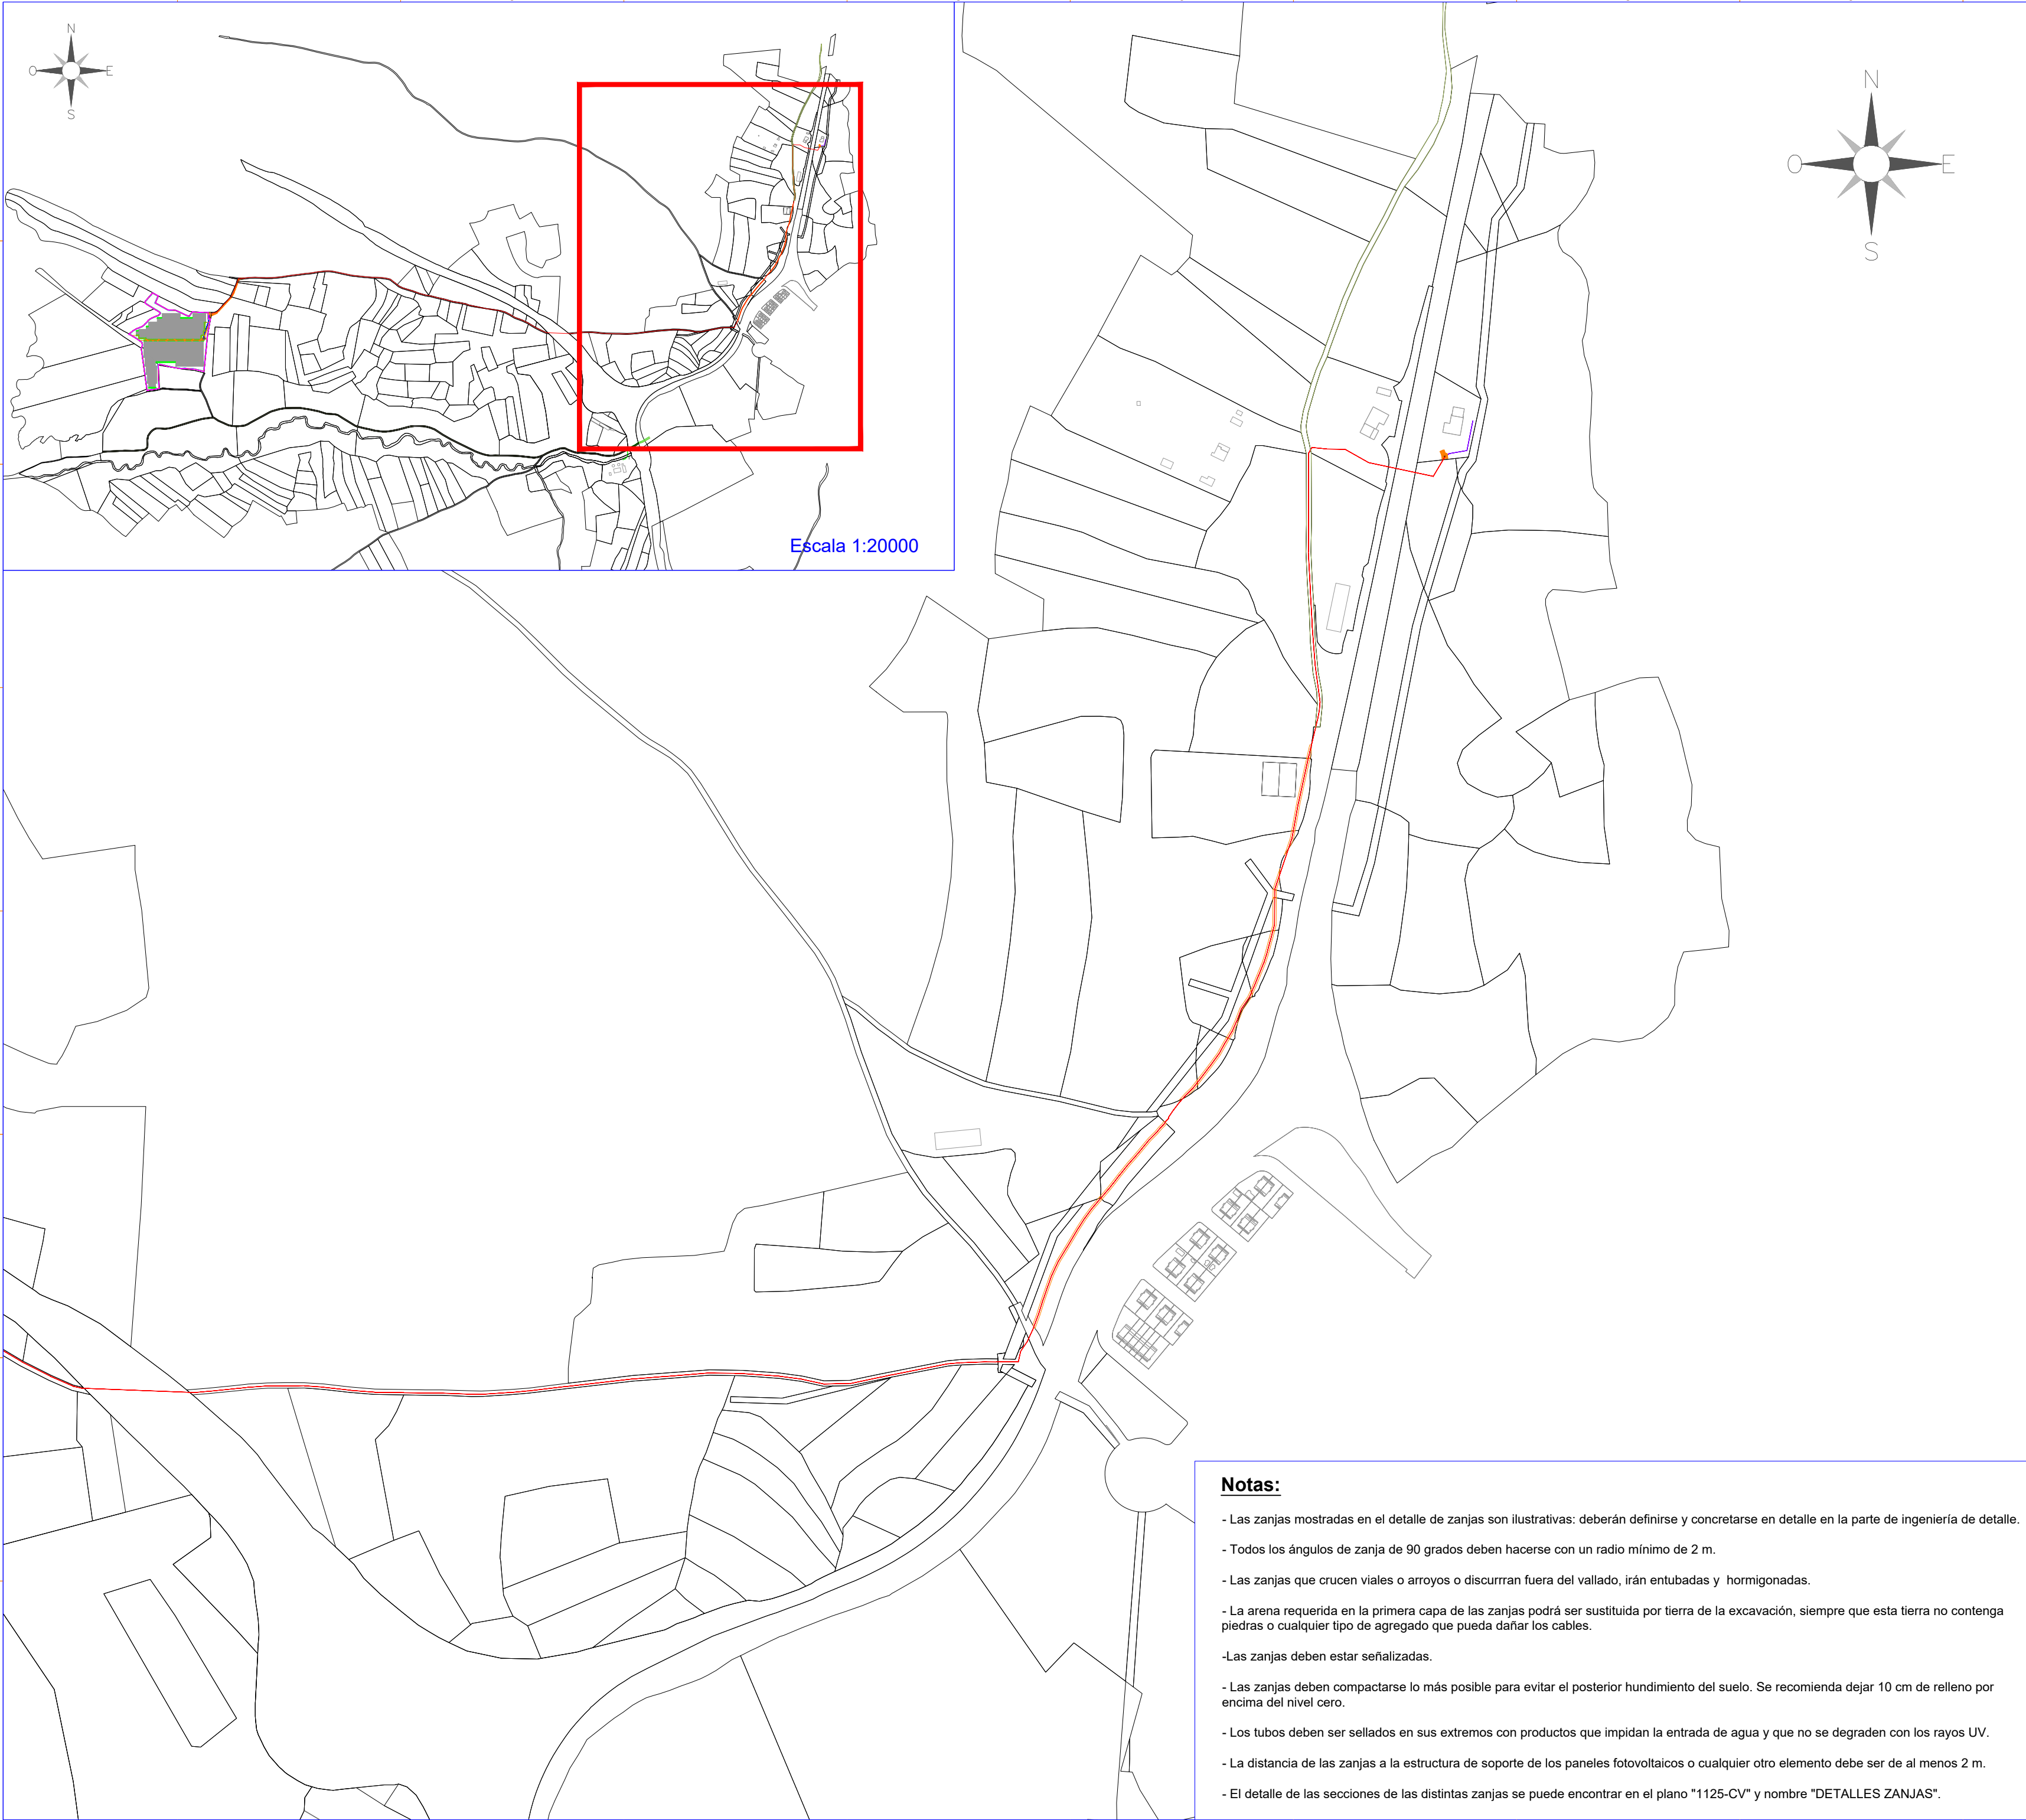 N
O E
S
N
O E
S
Escala 1:20000
Notas:
- Las zanjas mostradas en el detalle de zanjas son ilustrativas: deberán definirse y concretarse en detalle en la parte de ingeniería de detalle.
- Todos los ángulos de zanja de 90 grados deben hacerse con un radio mínimo de 2 m.
- Las zanjas que crucen viales o arroyos o discurrran fuera del vallado, irán entubadas y hormigonadas.
- La arena requerida en la primera capa de las zanjas podrá ser sustituida por tierra de la excavación, siempre que esta tierra no contenga
piedras o cualquier tipo de agregado que pueda dañar los cables.
-Las zanjas deben estar señalizadas.
- Las zanjas deben compactarse lo más posible para evitar el posterior hundimiento del suelo. Se recomienda dejar 10 cm de relleno por
encima del nivel cero.
- Los tubos deben ser sellados en sus extremos con productos que impidan la entrada de agua y que no se degraden con los rayos UV.
- La distancia de las zanjas a la estructura de soporte de los paneles fotovoltaicos o cualquier otro elemento debe ser de al menos 2 m.
- El detalle de las secciones de las distintas zanjas se puede encontrar en el plano "1125-CV" y nombre "DETALLES ZANJAS".